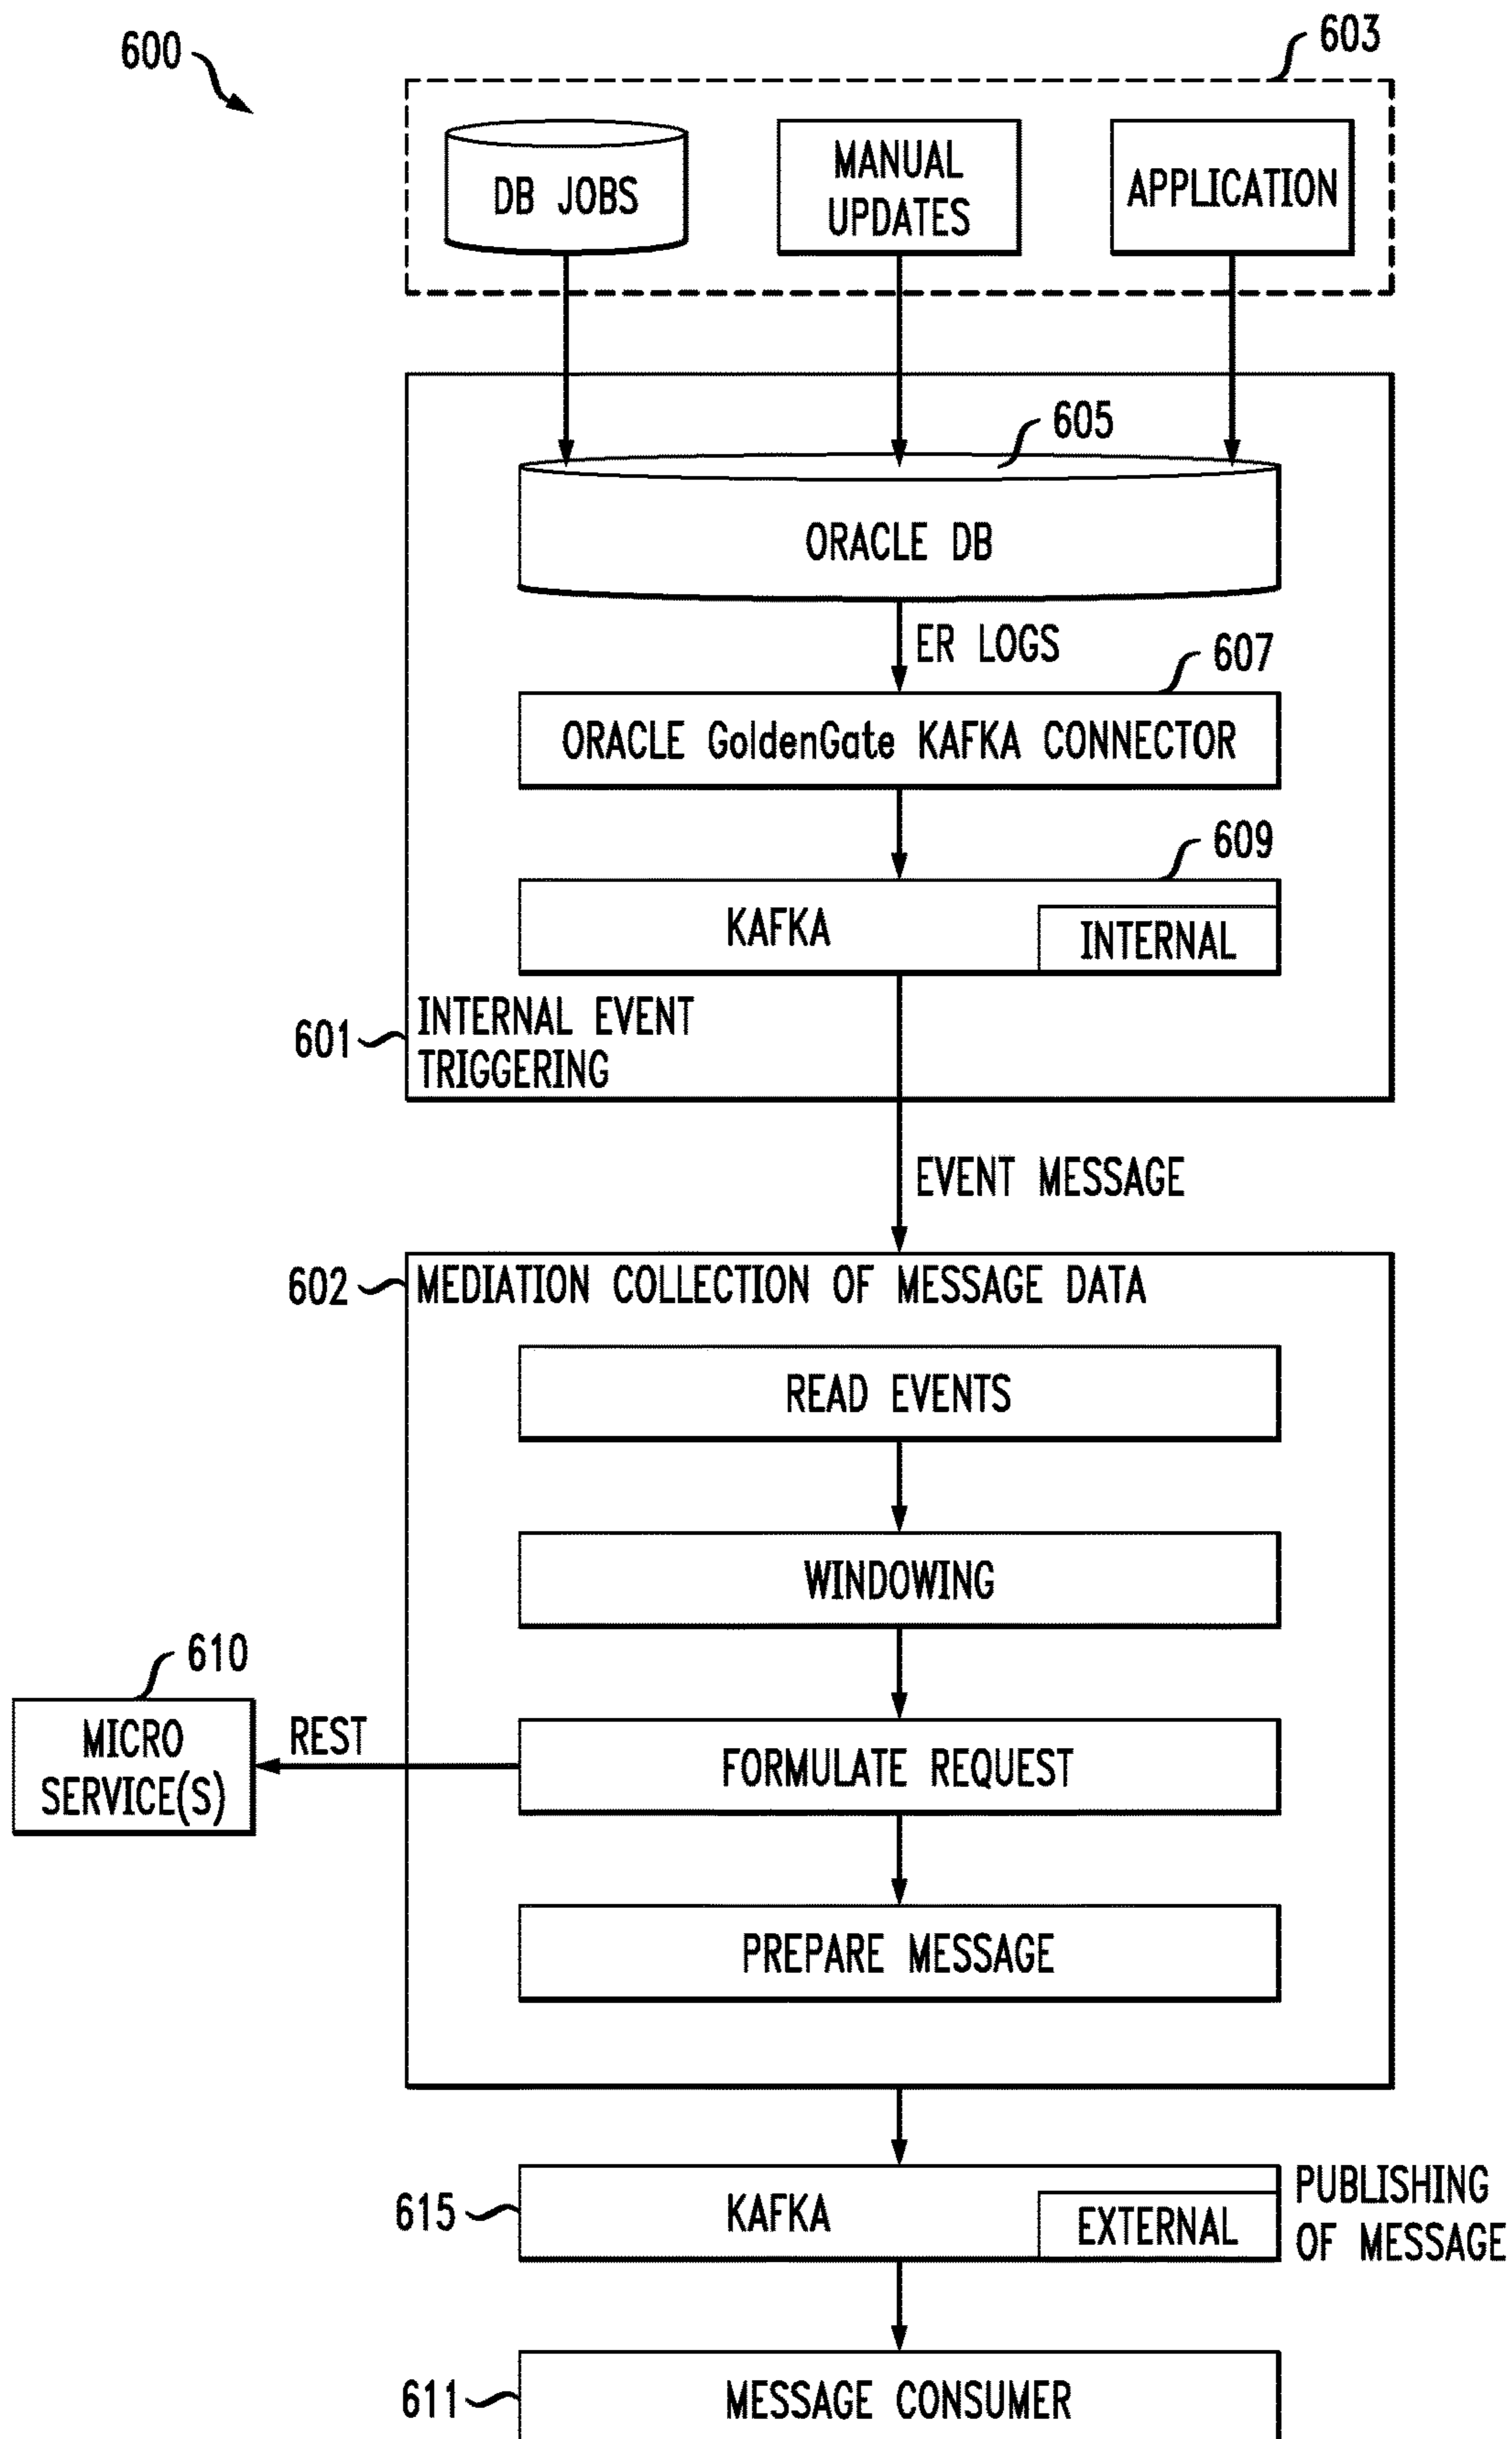 600
603
DB JOBS
MANUAL
UPDATES
APPLICATION
605
ORACLE DB
ER LOGS
607
ORACLE GoldenGate KAFKA CONNECTOR
609
KAFKA
INTERNAL
601
INTERNAL EVENT
TRIGGERING
EVENT MESSAGE
602
MEDIATION COLLECTION OF MESSAGE DATA
READ EVENTS
WINDOWING
610
MICRO
SERVICE(S)
REST
FORMULATE REQUEST
PREPARE MESSAGE
615
KAFKA
EXTERNAL
PUBLISHING
OF MESSAGE
611
MESSAGE CONSUMER